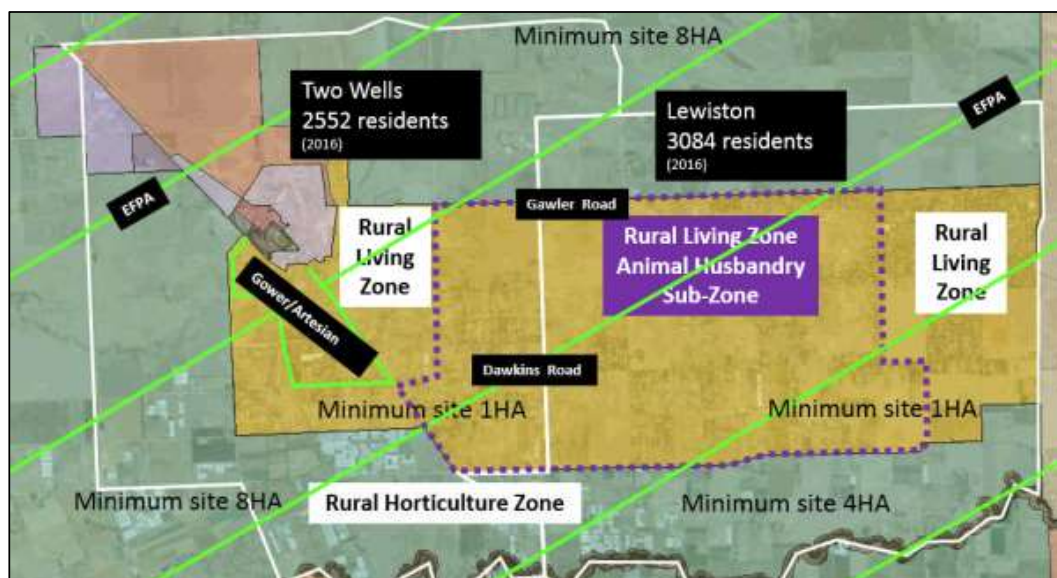 Minimum site 8HA
Two Wells
2552 residents
(2016)
Lewiston
3084 residents
(2016)
EFPA
EFPA
Gawler Road
Rural
Living
Zone
Rural Living Zone
Animal Husbandry
Sub-Zone
Rural
Living
Zone
Gower/Artesian
Dawkins Road
Minimum site 1HA
Minimum site 1HA
Minimum site 8HA
Rural Horticulture Zone
Minimum site 4HA